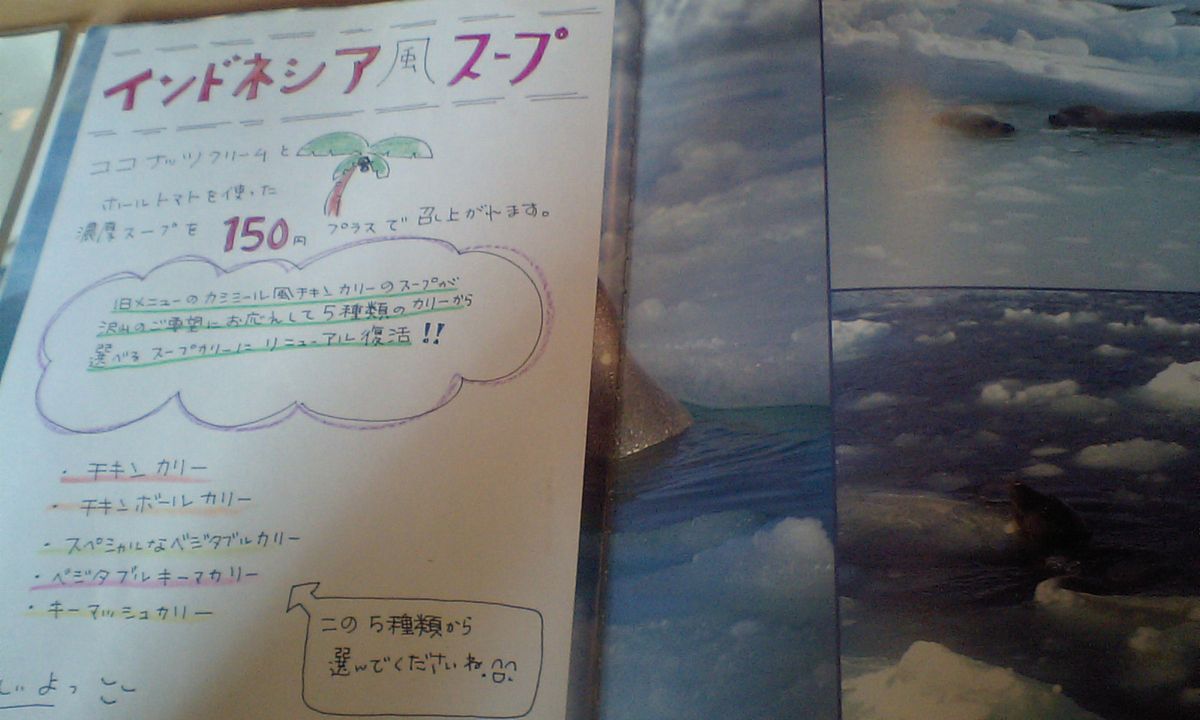 インドネシア風スープ
ココナッツクリームと
ホールトマトを使った
濃厚スープを 150円 プラスで召し上がれます。
旧メニューのカシミール風チキンカリーのスープが
沢山のご要望にお応えして5種類のカリーから
選べるスープカリーにリニューアル復活!!
・チキンカリー
・チキンボールカリー
・スペシャルなベジタブルカリー
・ベジタブルキーマカリー
・キーマッシュカリー
この5種類から
選んでくださいね